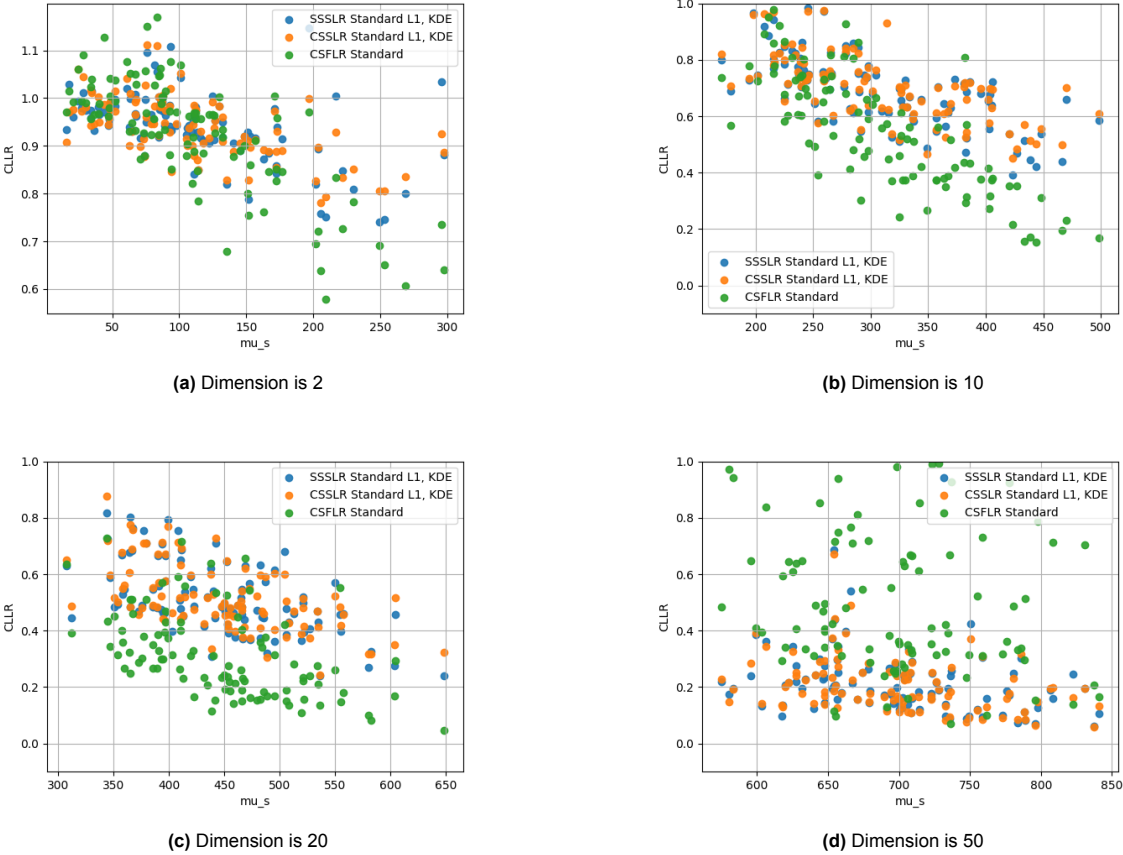 SSSLR Standard L1, KDE
CSSLR Standard L1, KDE
CSFLR Standard
1.1
1.0
0.9
0.8
0.7
0.6
CLLR
50 100 150 200 250 300
mu_s
(a) Dimension is 2
1.0
0.8
0.6
0.4
0.2
0.0
CLLR
SSSLR Standard L1, KDE
CSSLR Standard L1, KDE
CSFLR Standard
200 250 300 350 400 450 500
mu_s
(b) Dimension is 10
SSSLR Standard L1, KDE
CSSLR Standard L1, KDE
CSFLR Standard
1.0
0.8
0.6
0.4
0.2
0.0
CLLR
300 350 400 450 500 550 600 650
mu_s
(c) Dimension is 20
SSSLR Standard L1, KDE
CSSLR Standard L1, KDE
CSFLR Standard
1.0
0.8
0.6
0.4
0.2
0.0
CLLR
600 650 700 750 800 850
mu_s
(d) Dimension is 50